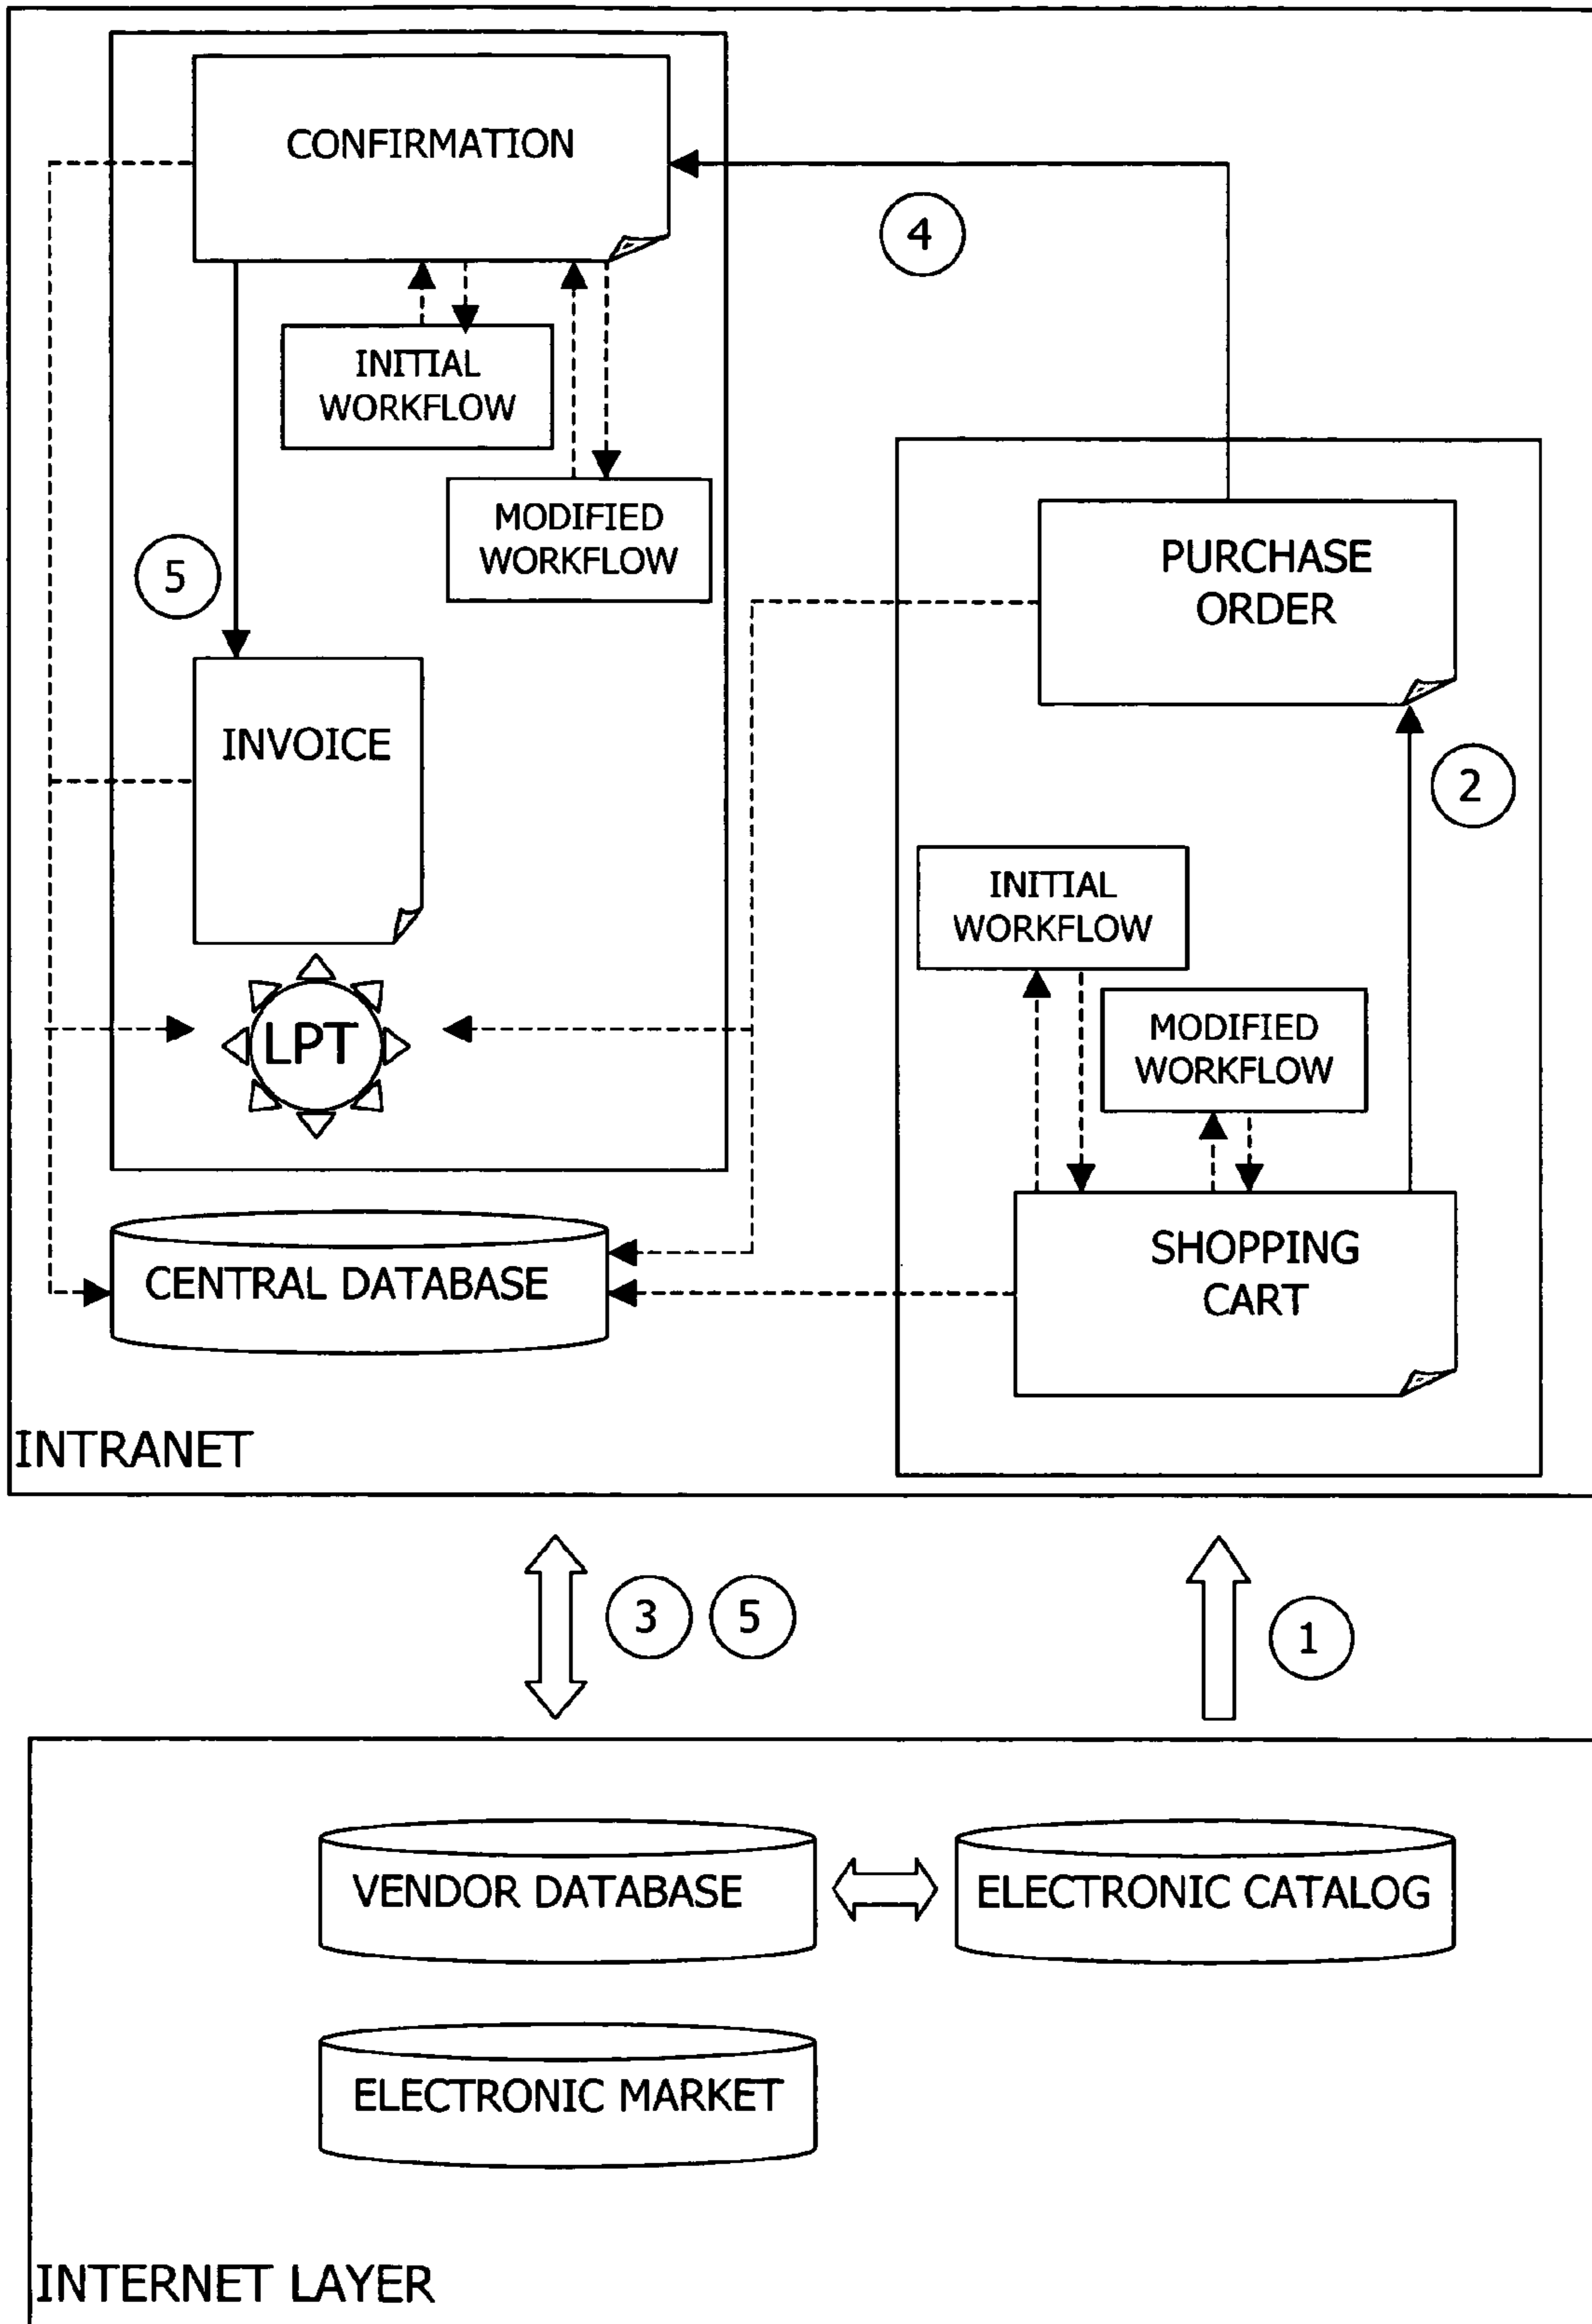 CONFIRMATION
4
INITIAL
WORKFLOW
MODIFIED
WORKFLOW
5
PURCHASE
ORDER
INVOICE
2
INITIAL
WORKFLOW
LPT
MODIFIED
WORKFLOW
SHOPPING
CART
CENTRAL DATABASE
INTRANET
3
5
1
VENDOR DATABASE
ELECTRONIC CATALOG
ELECTRONIC MARKET
INTERNET LAYER